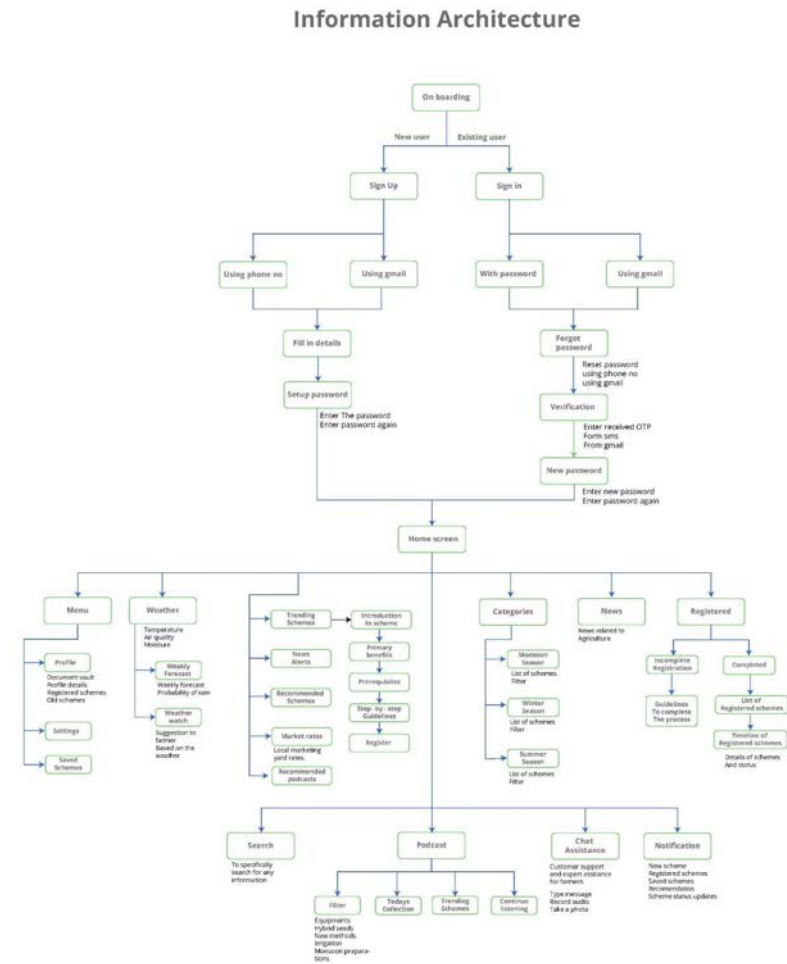 Information Architecture
On boarding
New user
Existing user
Sign Up
Sign in
Using phone no
Using gmail
With password
Using gmail
Fill in details
Forgot
password
Reset password
using phone no
using gmail
Setup password
Enter The password
Enter password again
Verification
Enter received OTP
Form sms
From gmail
New password
Enter new password
Enter password again
Home screen
Menu
Profile
Document vault
Profile details
Registered schemes
Old schemes
Settings
Saved
Schemes
Weather
Temperature
Air quality
Moisture
Weekly
Forecast
Weekly forecast
Probability of rain
Weather
watch
Suggestion to
farmer
Based on the
weather
Trending
Schemes
News
Alerts
Recommended
Schemes
Market rates
Local marketing
yard rates.
Recommended
podcasts
Introduction
to scheme
Primary
benefits
Prerequisites
Step- by - step
Guidelines
Register
Categories
Monsoon
Season
List of schemes
Filter
Winter
Season
List of schemes
Filter
Summer
Season
List of schemes
Filter
News
News related to
Agriculture
Registered
Incomplete
Registration
Guidelines
To complete
The process
Completed
List of
Registered schemes
Timeline of
Registered schemes
Details of schemes
And status
Search
To specifically
search for any
information
Podcast
Filter
Equipments
Hybrid seeds
New methods
Irrigation
Monsoon prepara-
tions
Todays
Collection
Trending
Schemes
Continue
listening
Chat
Assistance
Customer support
and expert assistance
for farmers
Type message
Record audio
Take a photo
Notification
New scheme
Registered schemes
Saved schemes
Recomendation
Scheme status updates